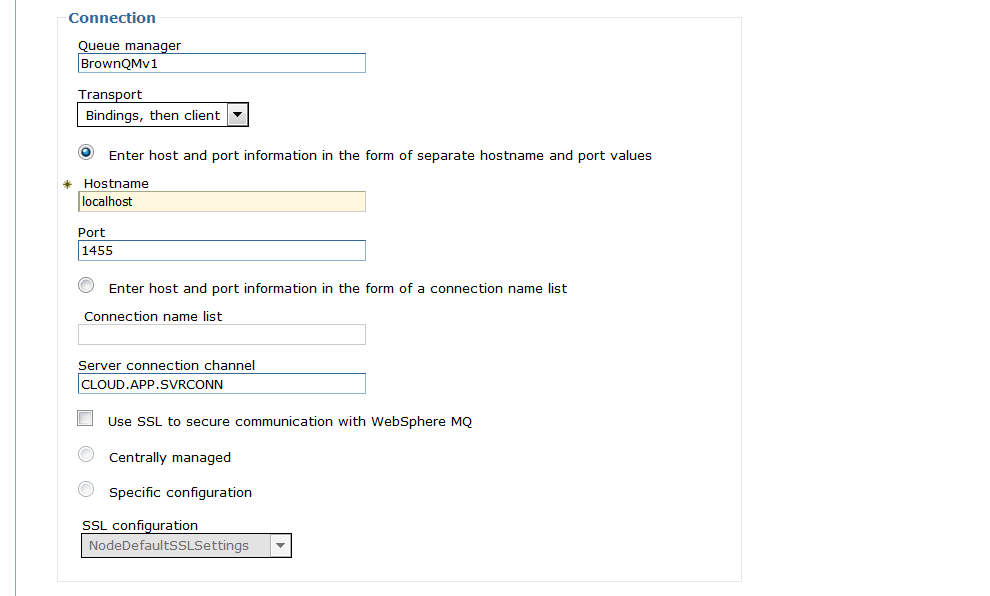 Connection
Queue manager
BrownQMv1
Transport
Bindings, then client
Enter host and port information in the form of separate hostname and port values
Hostname
localhost
Port
1455
Enter host and port information in the form of a connection name list
Connection name list
Server connection channel
CLOUD.APP.SVRCONN
Use SSL to secure communication with WebSphere MQ
Centrally managed
Specific configuration
SSL configuration
NodeDefaultSSLSettings